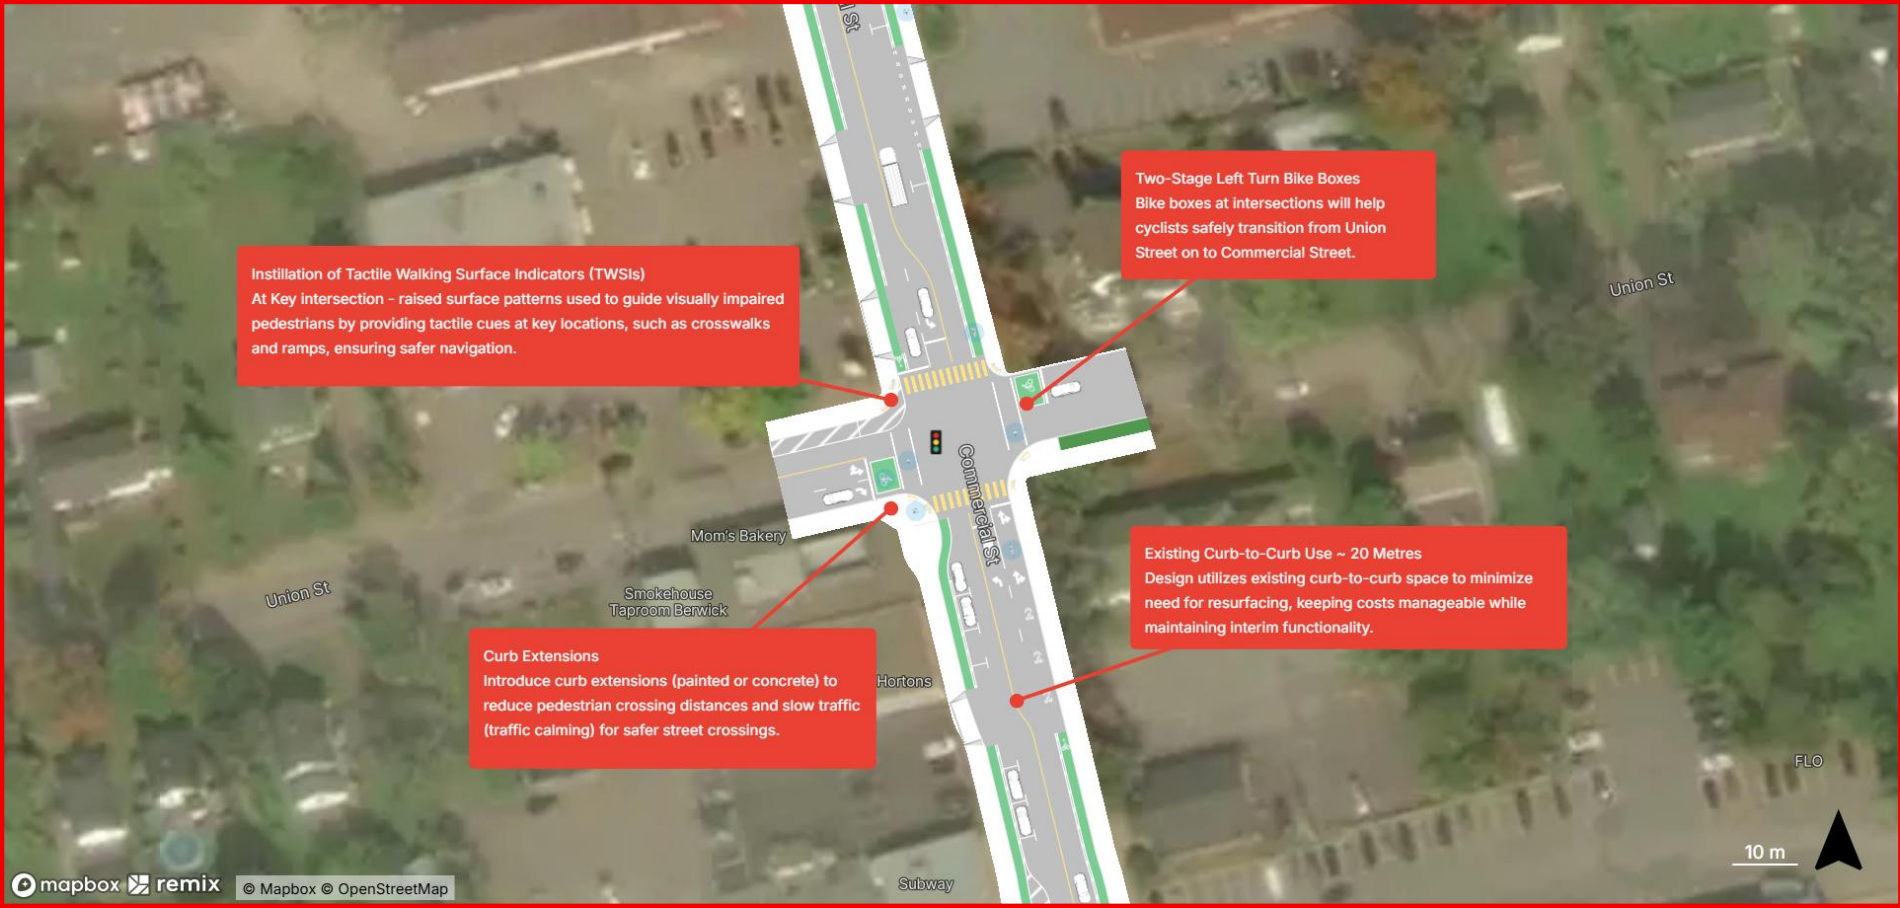 l St
Two-Stage Left Turn Bike Boxes
Bike boxes at intersections will help
cyclists safely transition from Union
Street on to Commercial Street.
Instillation of Tactile Walking Surface Indicators (TWSIs)
At Key intersection - raised surface patterns used to guide visually impaired
pedestrians by providing tactile cues at key locations, such as crosswalks
and ramps, ensuring safer navigation.
Union St
Commercial St
Mom's Bakery
Existing Curb-to-Curb Use ~ 20 Metres
Design utilizes existing curb-to-curb space to minimize
need for resurfacing, keeping costs manageable while
maintaining interim functionality.
Union St
Smokehouse
Taproom Berwick
Curb Extensions
Introduce curb extensions (painted or concrete) to
reduce pedestrian crossing distances and slow traffic
(traffic calming) for safer street crossings.
Hortons
FLO
10 m
mapbox remix
© Mapbox © OpenStreetMap
Subway